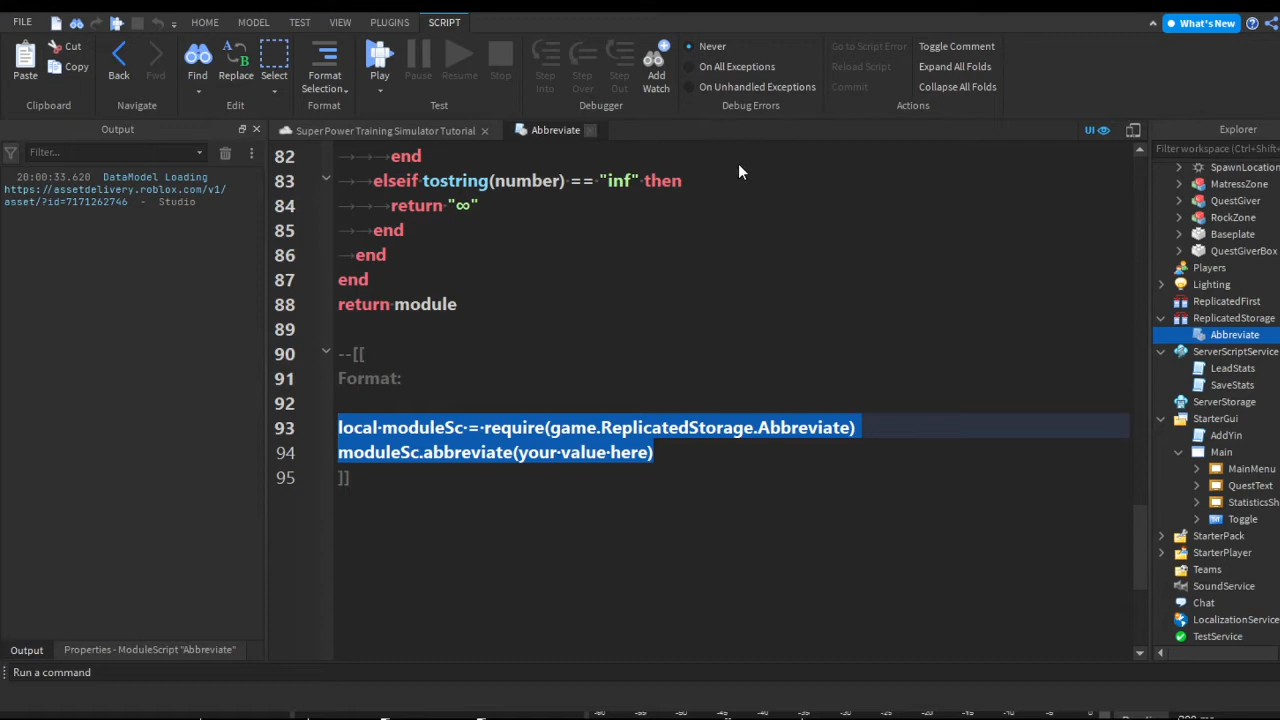 FILE
HOME
MODEL
TEST
VIEW
PLUGINS
SCRIPT
What's New
Paste
Cut
Copy
Clipboard
Back
Fwd
Navigate
Find
Replace
Select
Edit
Format
Selection
Format
Play
Pause
Resume
Stop
Test
Step
Into
Step
Over
Step
Out
Add
Watch
Debugger
Never
On All Exceptions
On Unhandled Exceptions
Debug Errors
Go to Script Error
Reload Script
Commit
Toggle Comment
Expand All Folds
Collapse All Folds
Actions
Output
Filter...
20:00:33.620 DataModel Loading
https://assetdelivery.roblox.com/v1/
asset/?id=7171262746 - Studio
Super Power Training Simulator Tutorial
Abbreviate
UI
82 end
83 elseif tostring(number) == "inf" then
84 return "∞"
85 end
86 end
87 end
88 return module
89
90 --[[
91 Format:
92
93 local moduleSc = require(game.ReplicatedStorage.Abbreviate)
94 moduleSc.abbreviate(your value here)
95 ]]
Explorer
Filter workspace (Ctrl+Shift+
SpawnLocation
MatressZone
QuestGiver
RockZone
Baseplate
QuestGiverBox
Players
Lighting
ReplicatedFirst
ReplicatedStorage
Abbreviate
ServerScriptService
LeadStats
SaveStats
ServerStorage
StarterGui
AddYin
Main
MainMenu
QuestText
StatisticsSh
Toggle
StarterPack
StarterPlayer
Teams
SoundService
Chat
LocalizationService
TestService
Output
Properties - ModuleScript "Abbreviate"
Run a command